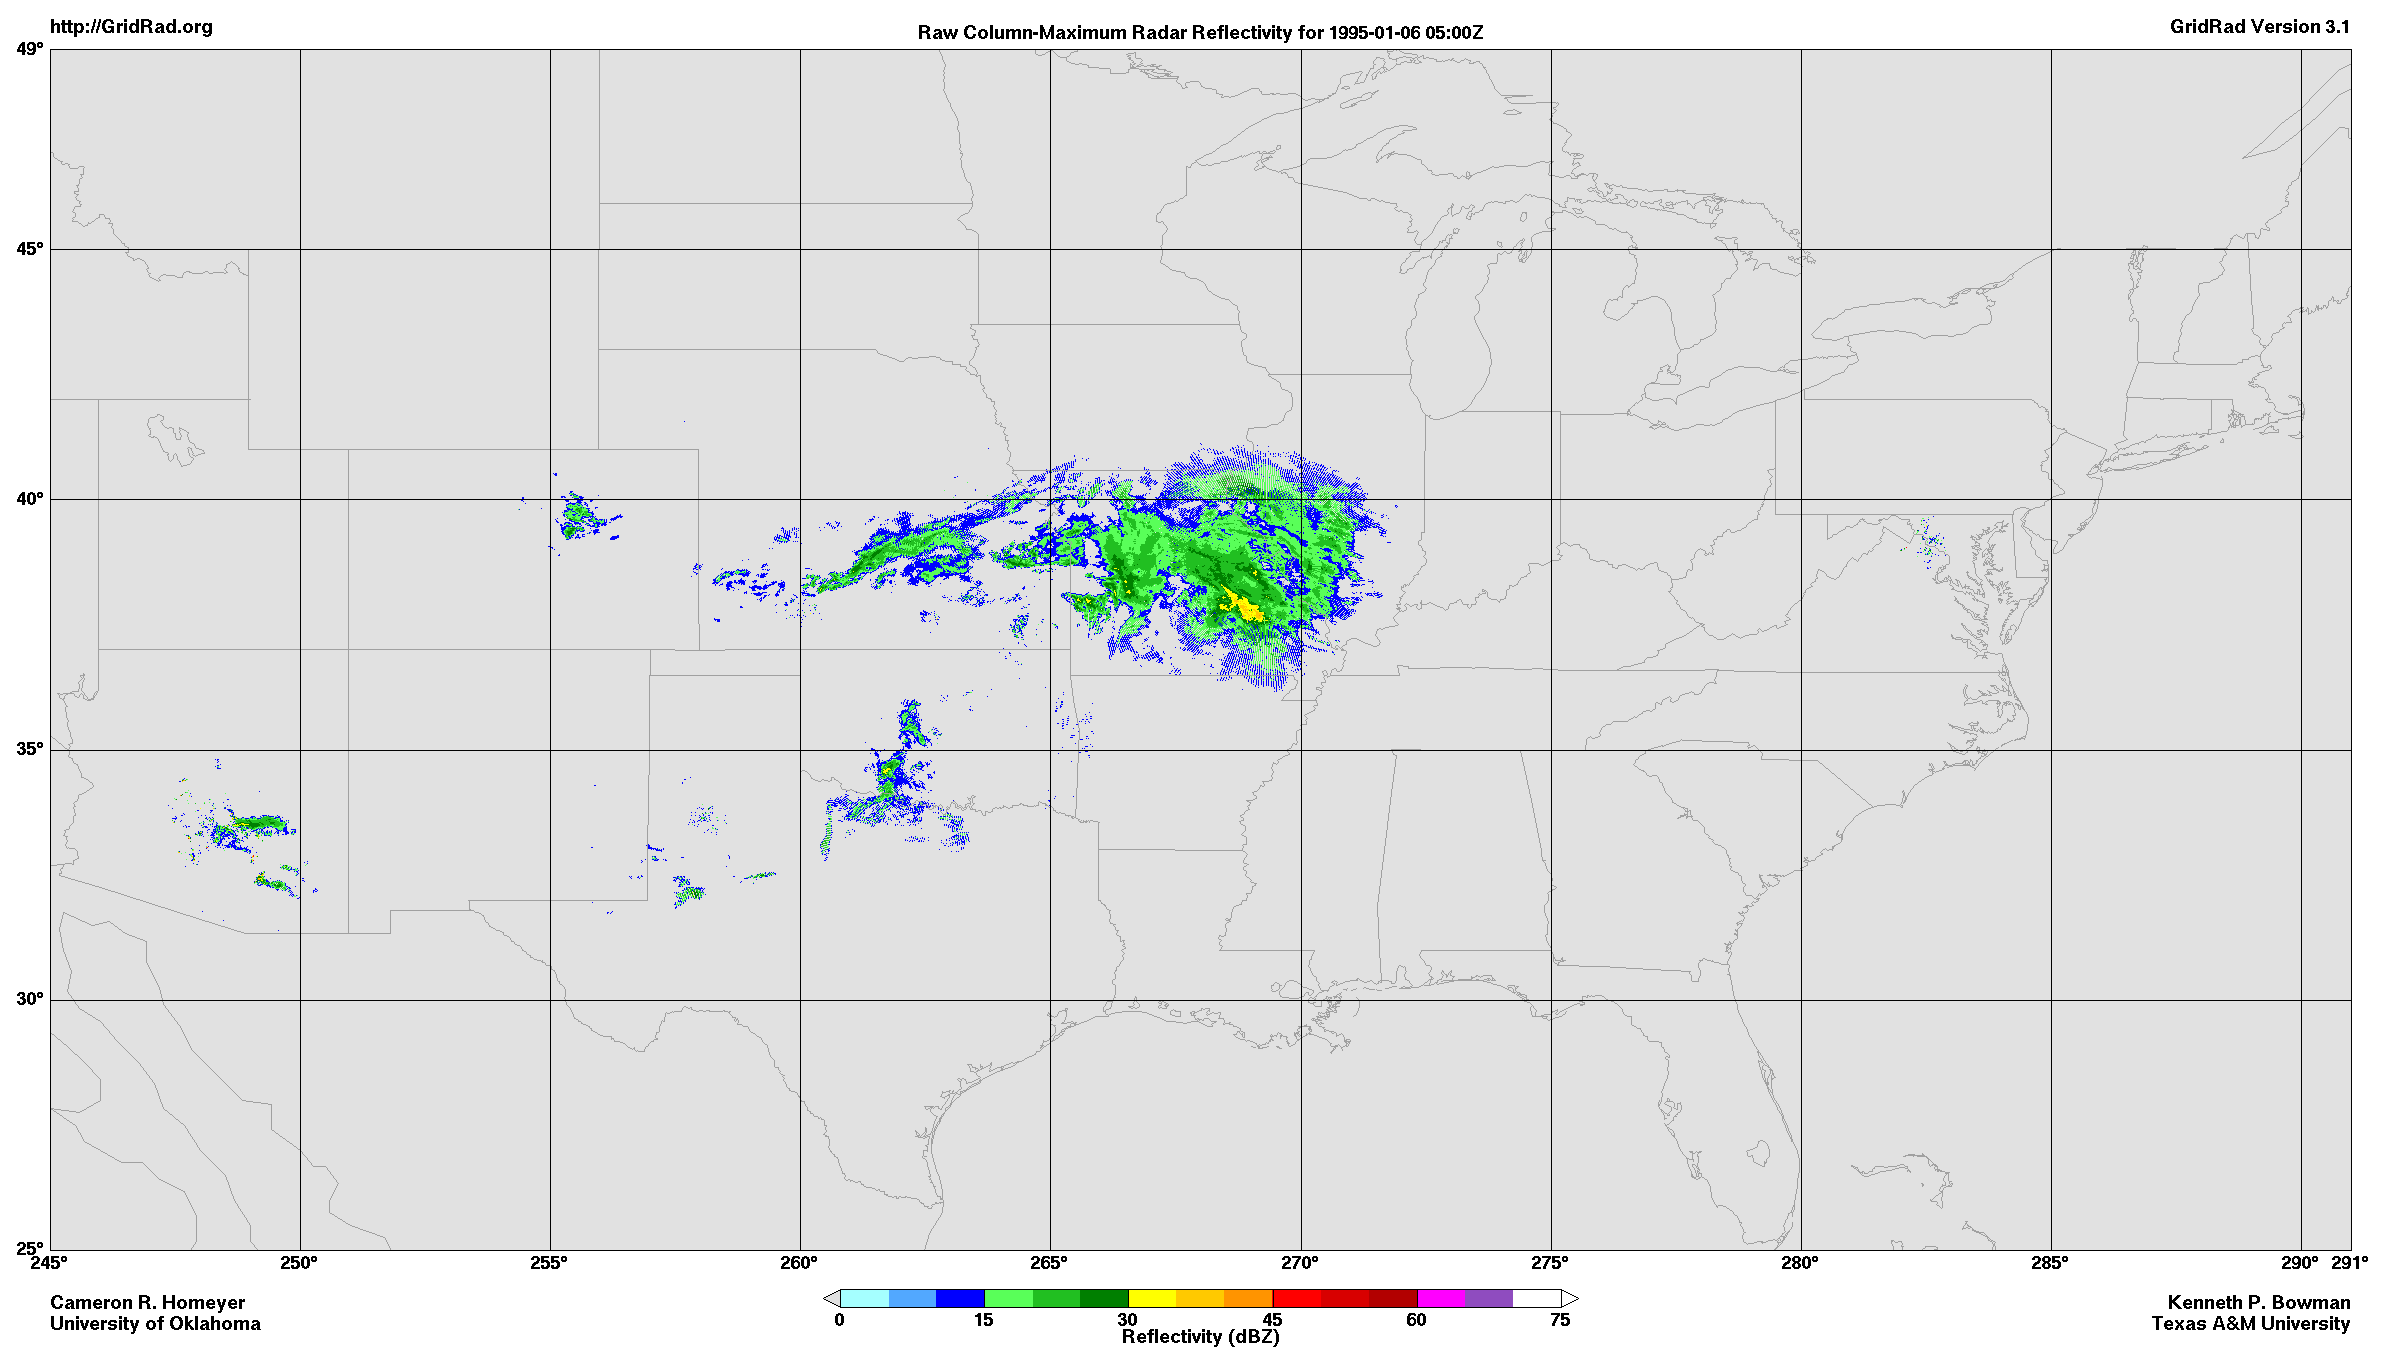 http://GridRad.org
Raw Column-Maximum Radar Reflectivity for 1995-01-06 05:00Z
GridRad Version 3.1
49°
45°
40°
35°
30°
25°
245° 250° 255° 260° 265° 270° 275° 280° 285° 290° 291°
0 15 30 45 60 75
Reflectivity (dBZ)
Cameron R. Homeyer
University of Oklahoma
Kenneth P. Bowman
Texas A&M University